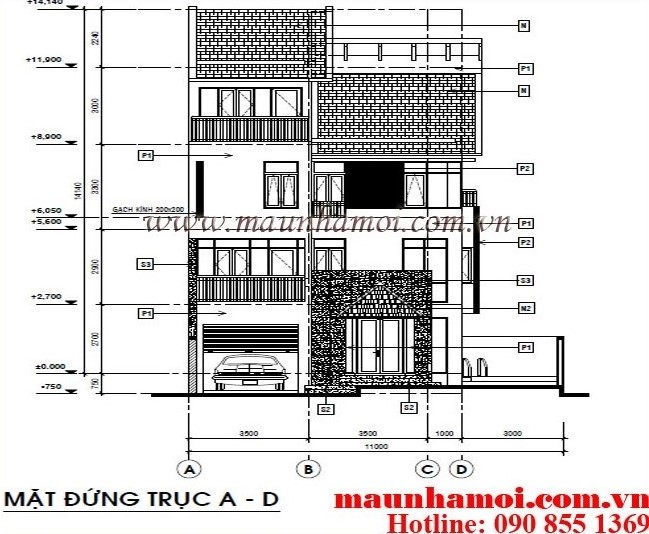 +14,140
N
2240
+11,900
P1
N
3000
+8,900
P1
P2
14140
3300
GẠCH KÍNH 200x200
+6,050
+5,600
www.maunhamoi.com.vn
P1
P2
S3
2900
S3
+2,700
N2
P1
2700
P1
±0.000
-750
750
S2
S2
3500
3500
1000
3000
11000
A
B
C
D
MẶT ĐỨNG TRỤC A - D
maunhamoi.com.vn
Hotline: 090 855 1369